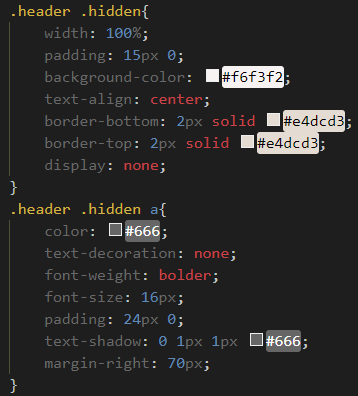 .header .hidden{
    width: 100%;
    padding: 15px 0;
    background-color: #f6f3f2;
    text-align: center;
    border-bottom: 2px solid #e4dcd3;
    border-top: 2px solid #e4dcd3;
    display: none;
}
.header .hidden a{
    color: #666;
    text-decoration: none;
    font-weight: bolder;
    font-size: 16px;
    padding: 24px 0;
    text-shadow: 0 1px 1px #666;
    margin-right: 70px;
}